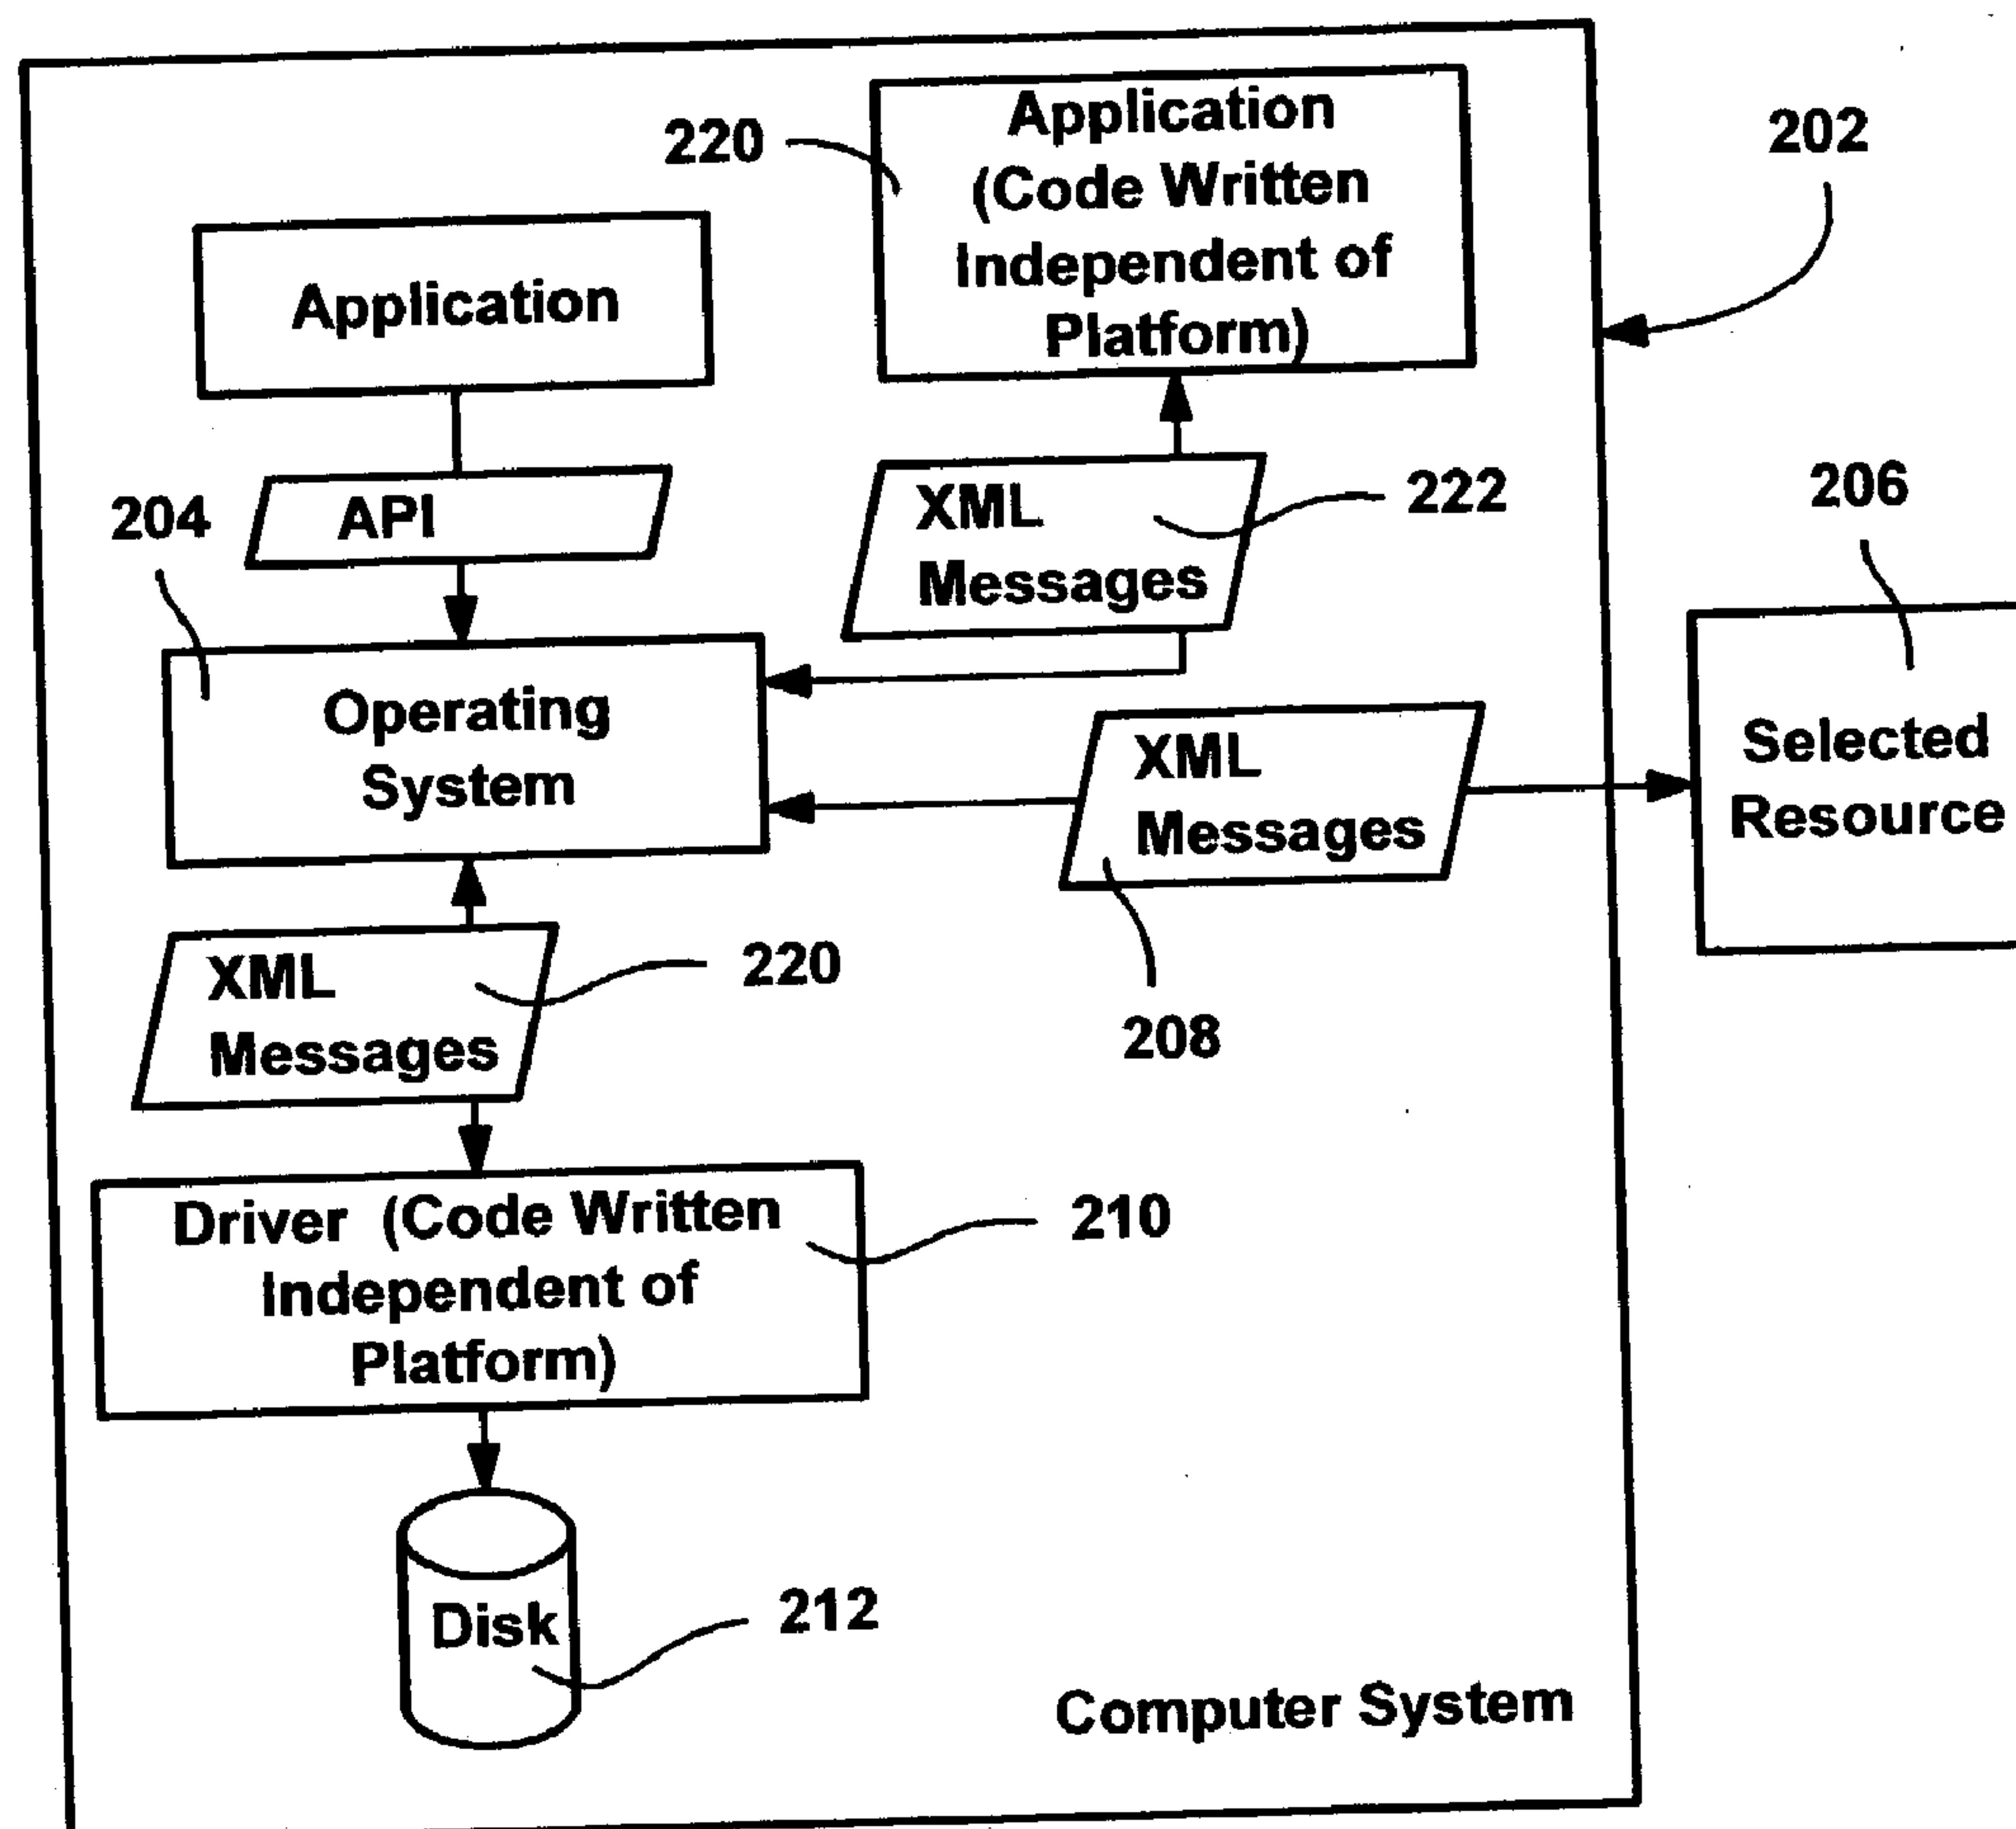 220
Application
(Code Written
Independent of
Platform)
202
Application
204
API
XML
Messages
222
206
Operating
System
XML
Messages
208
Selected
Resource
XML
Messages
220
Driver (Code Written
Independent of
Platform)
210
Disk
212
Computer System